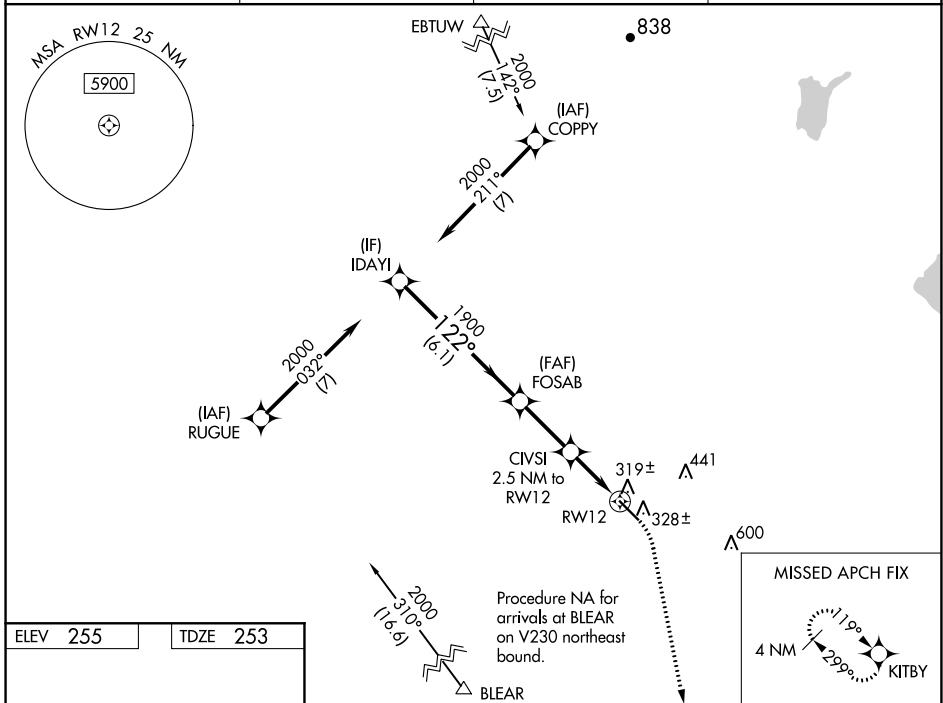 MSA RW12 25 NM
5900
EBTUW
2000
142°
(7.5)
838
(IAF)
COPPY
2000
211°
(7)
(IF)
IDAYI
1900
122°
(6.1)
2000
032°
(7)
(IAF)
RUGUE
(FAF)
FOSAB
CIVSI
2.5 NM to
RW12
319±
441
RW12
328±
600
2000
310°
(16.6)
BLEAR
Procedure NA for
arrivals at BLEAR
on V230 northeast
bound.
MISSED APCH FIX
4 NM
119°
299°
KITBY
ELEV 255
TDZE 253